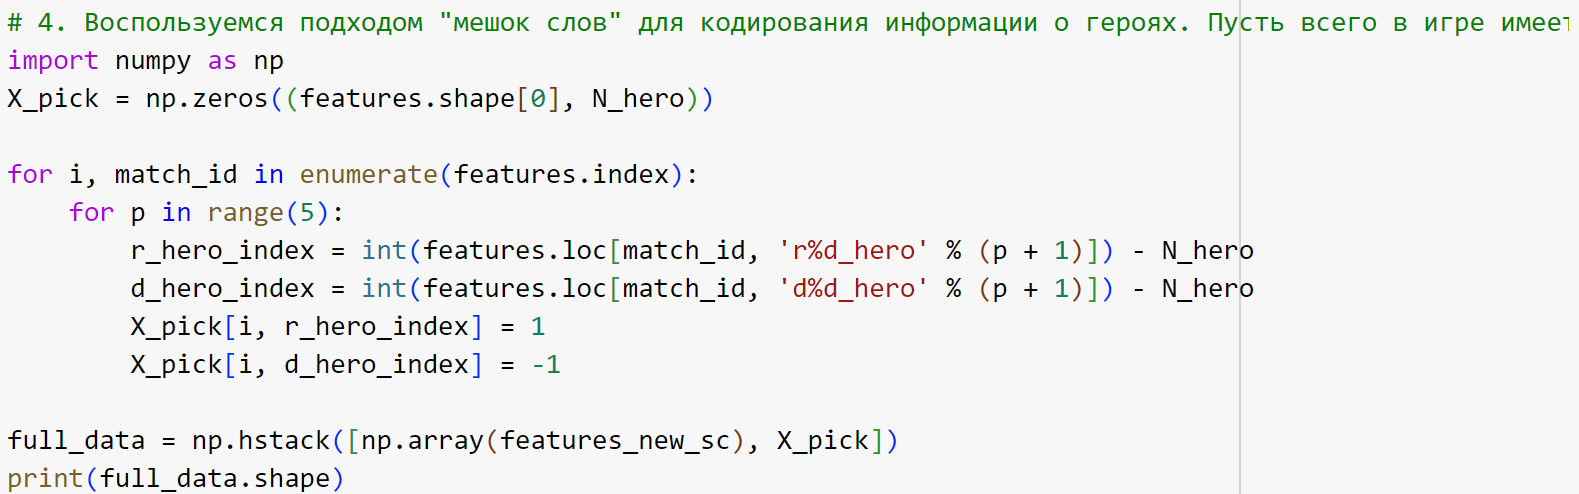 # 4. Воспользуемся подходом "мешок слов" для кодирования информации о героях. Пусть всего в игре имеет
import numpy as np
X_pick = np.zeros((features.shape[0], N_hero))
for i, match_id in enumerate(features.index):
    for p in range(5):
        r_hero_index = int(features.loc[match_id, 'r%d_hero' % (p + 1)]) - N_hero
        d_hero_index = int(features.loc[match_id, 'd%d_hero' % (p + 1)]) - N_hero
        X_pick[i, r_hero_index] = 1
        X_pick[i, d_hero_index] = -1
full_data = np.hstack([np.array(features_new_sc), X_pick])
print(full_data.shape)